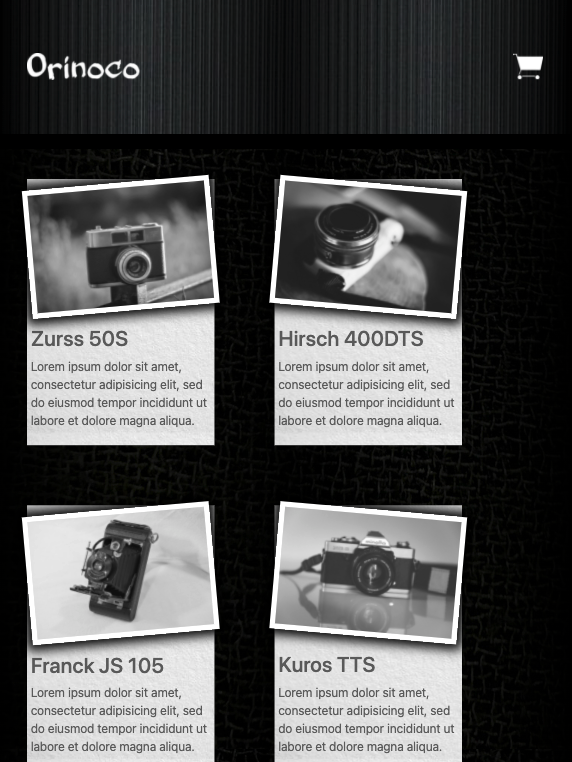 Orinoco
Zurss 50S
Lorem ipsum dolor sit amet,
consectetur adipisicing elit, sed
do eiusmod tempor incididunt ut
labore et dolore magna aliqua.
Hirsch 400DTS
Lorem ipsum dolor sit amet,
consectetur adipisicing elit, sed
do eiusmod tempor incididunt ut
labore et dolore magna aliqua.
Franck JS 105
Lorem ipsum dolor sit amet,
consectetur adipisicing elit, sed
do eiusmod tempor incididunt ut
labore et dolore magna aliqua.
Kuros TTS
Lorem ipsum dolor sit amet,
consectetur adipisicing elit, sed
do eiusmod tempor incididunt ut
labore et dolore magna aliqua.